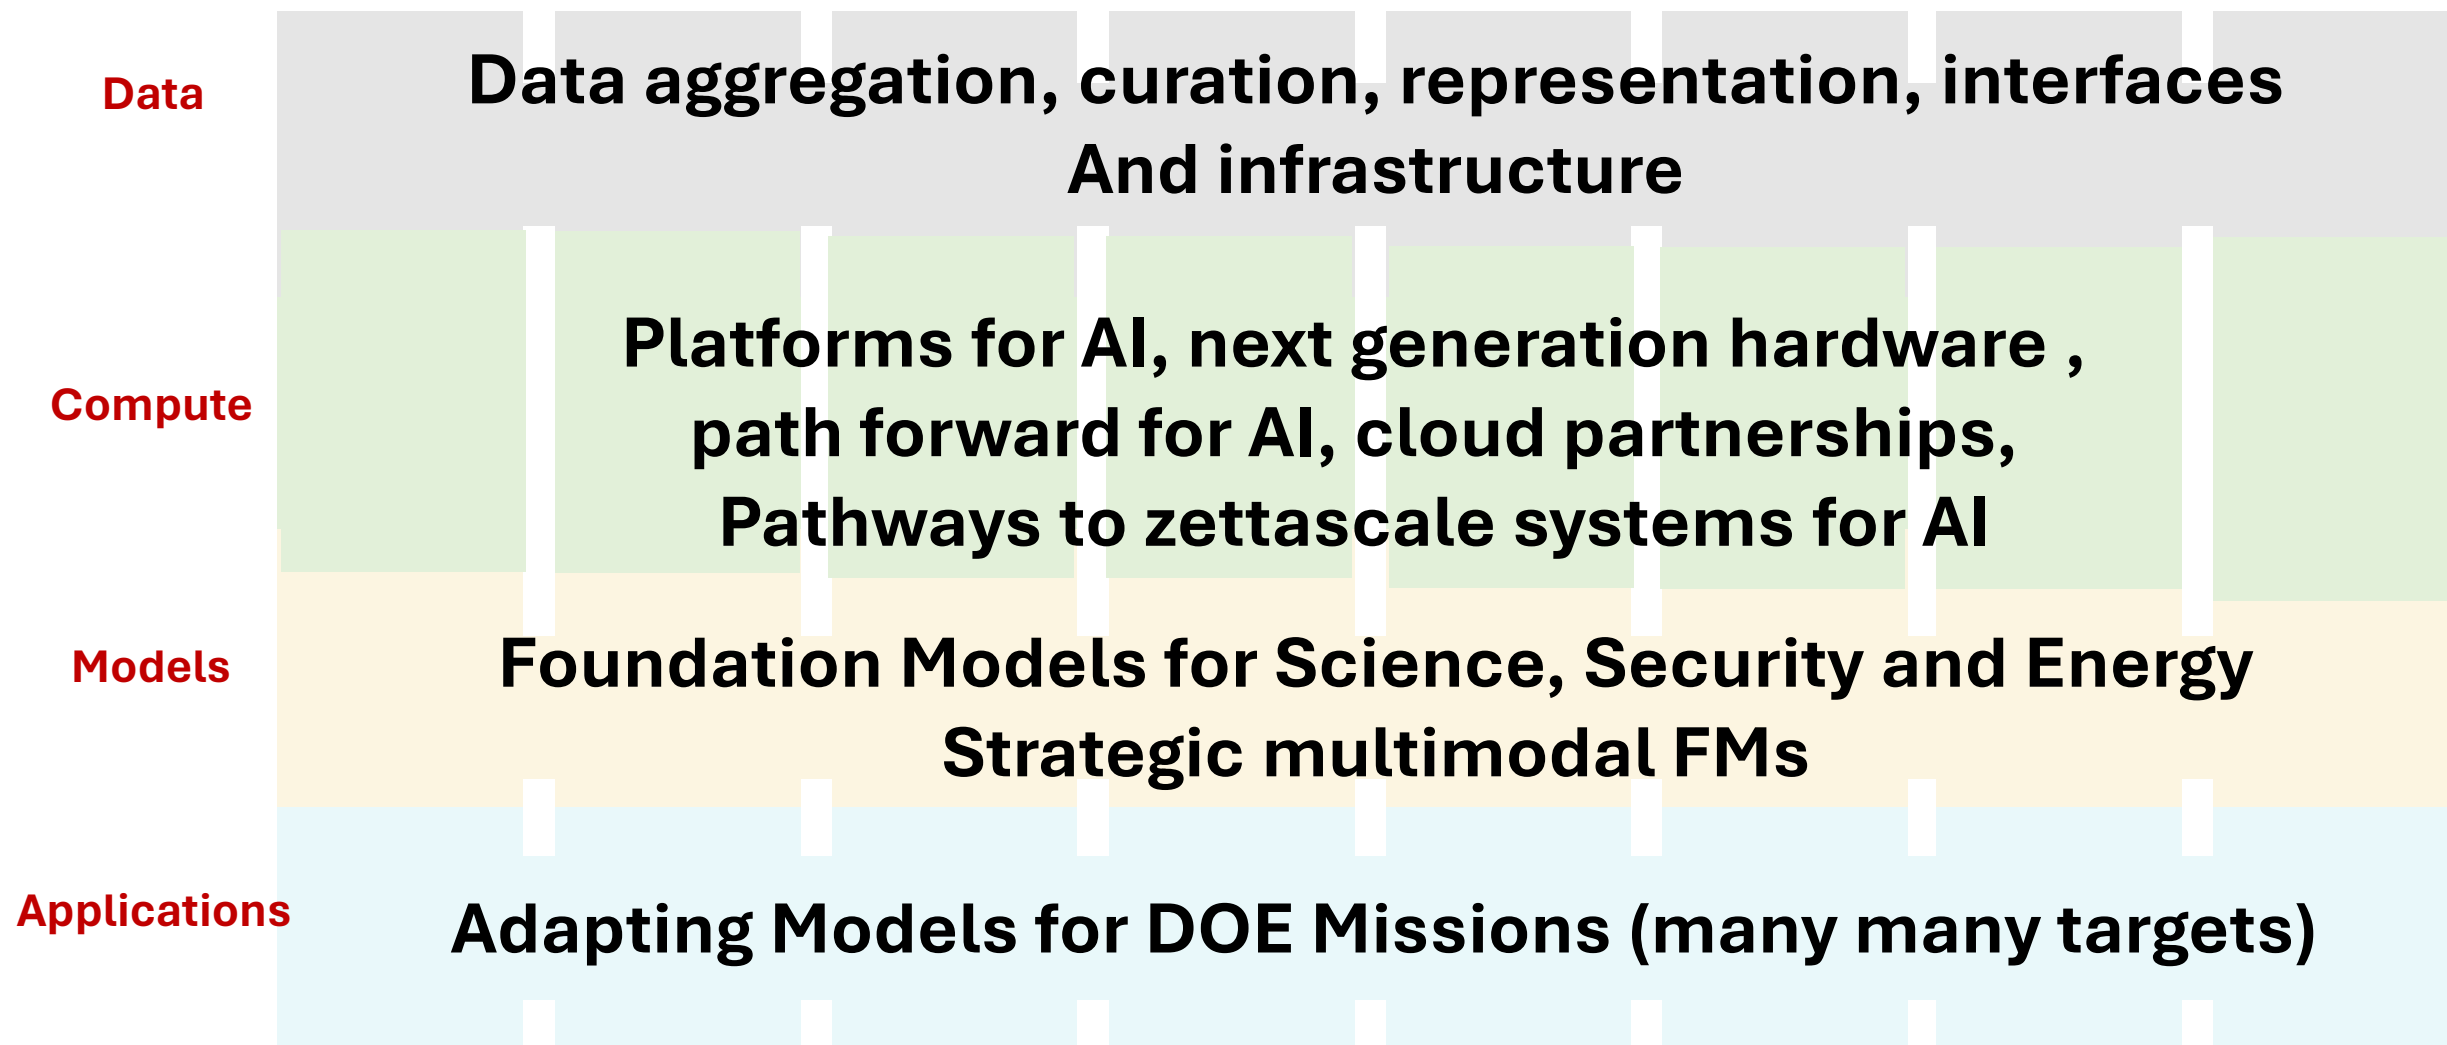 Data
Data aggregation, curation, representation, interfaces
And infrastructure
Compute
Platforms for AI, next generation hardware ,
path forward for AI, cloud partnerships,
Pathways to zettascale systems for AI
Models
Foundation Models for Science, Security and Energy
Strategic multimodal FMs
Applications
Adapting Models for DOE Missions (many many targets)